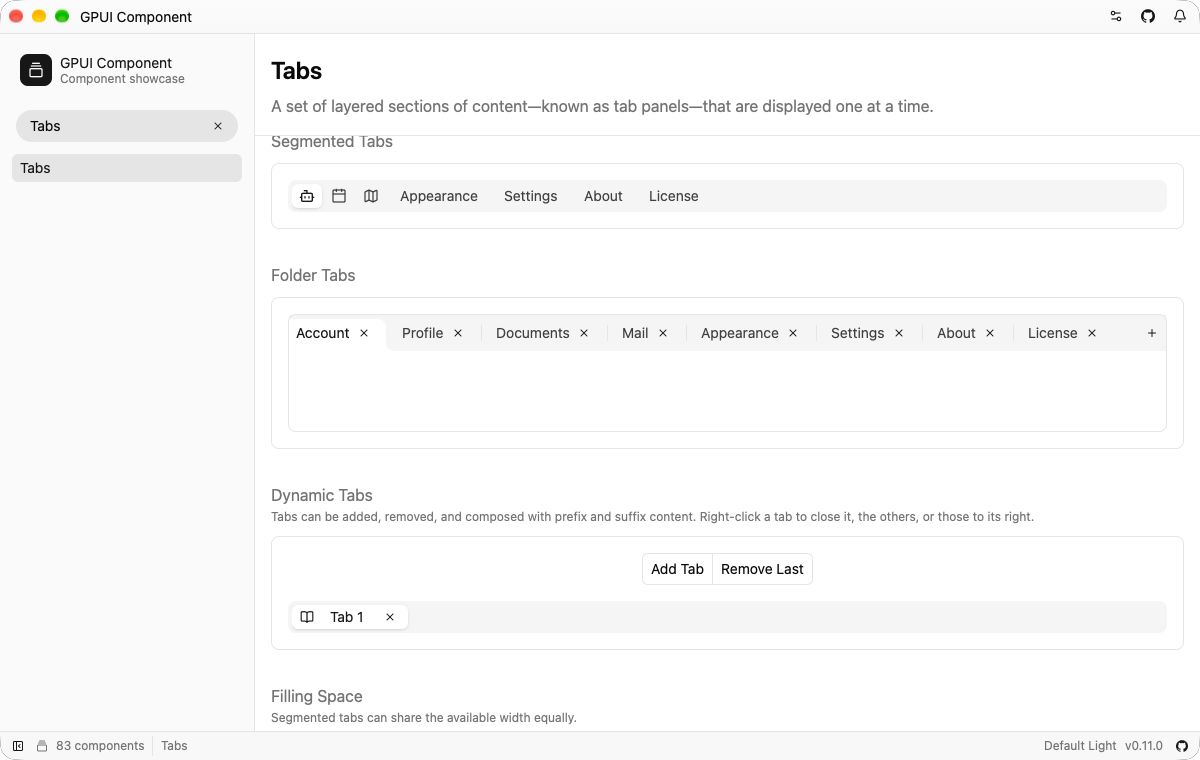 GPUI Component
GPUI Component
Component showcase
Tabs
Tabs
Tabs
A set of layered sections of content—known as tab panels—that are displayed one at a time.
Segmented Tabs
Appearance Settings About License
Folder Tabs
Account Profile Documents Mail Appearance Settings About License
Dynamic Tabs
Tabs can be added, removed, and composed with prefix and suffix content. Right-click a tab to close it, the others, or those to its right.
Add Tab Remove Last
Tab 1
Filling Space
Segmented tabs can share the available width equally.
83 components Tabs Default Light v0.11.0